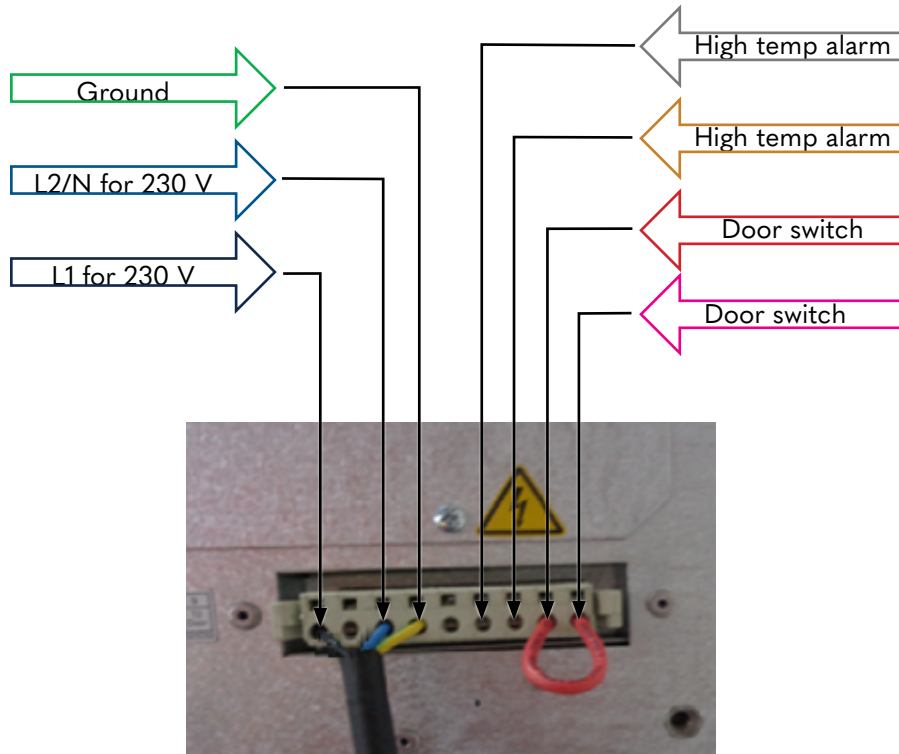 High temp alarm
Ground
High temp alarm
L2/N for 230 V
Door switch
L1 for 230 V
Door switch